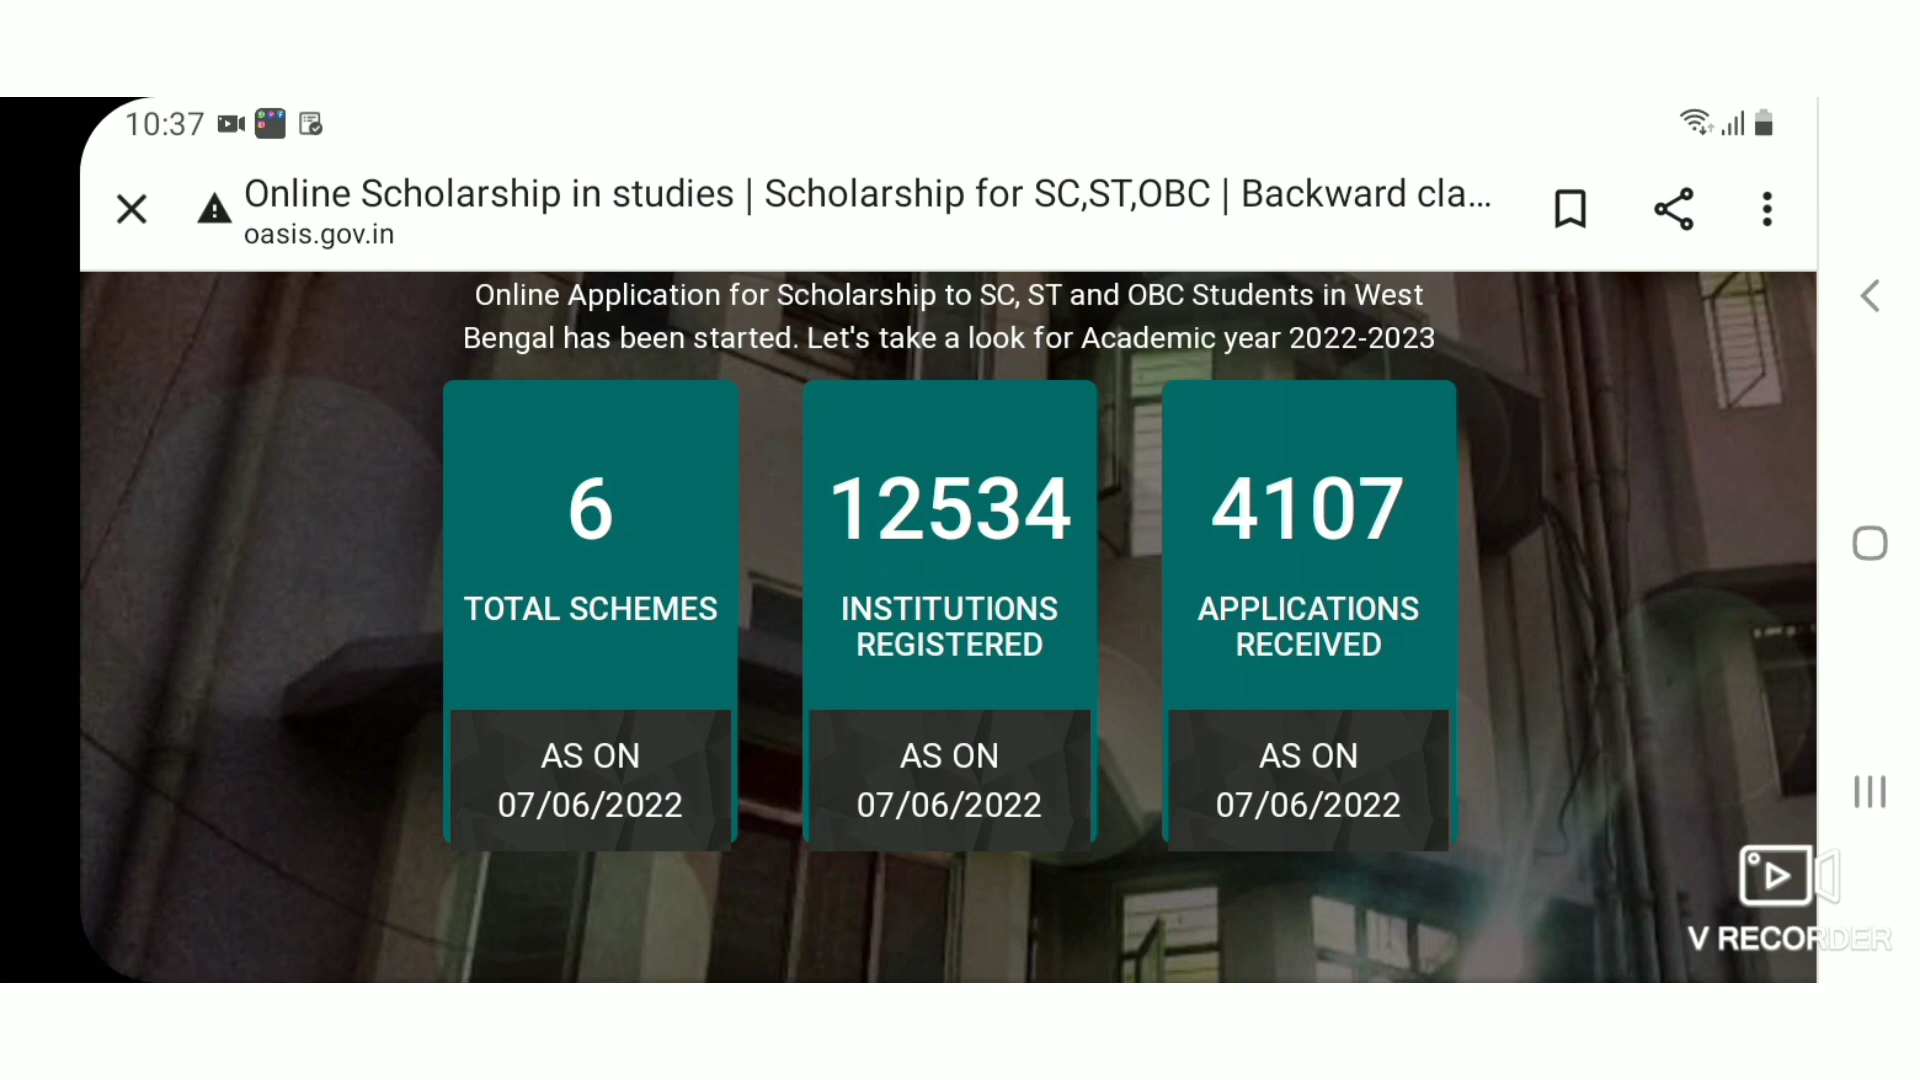 10:37
Online Scholarship in studies | Scholarship for SC,ST,OBC | Backward cla...
oasis.gov.in
Online Application for Scholarship to SC, ST and OBC Students in West
Bengal has been started. Let's take a look for Academic year 2022-2023
6
TOTAL SCHEMES
AS ON
07/06/2022
12534
INSTITUTIONS
REGISTERED
AS ON
07/06/2022
4107
APPLICATIONS
RECEIVED
AS ON
07/06/2022
V RECORDER